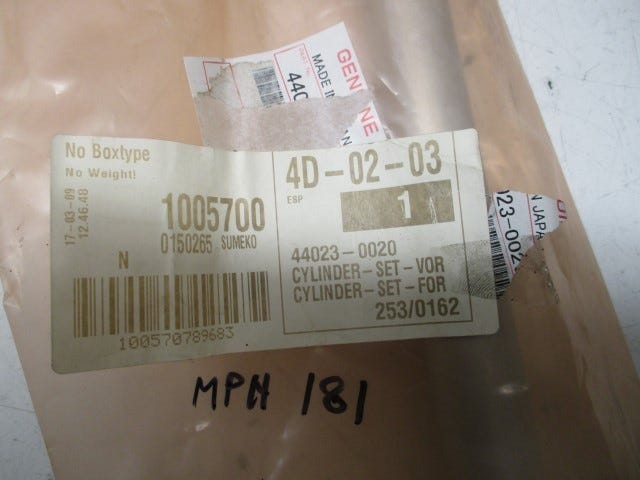 GENUINE
MADE IN
440
No Boxtype
No Weight!
17-03-09
12.46.48
1005700
0150265 SUMEKO
N
100570789683
4D-02-03
ESP
1
44023-0020
CYLINDER-SET-VOR
CYLINDER-SET-FOR
253/0162
N JAPA
023-002
MPH 181